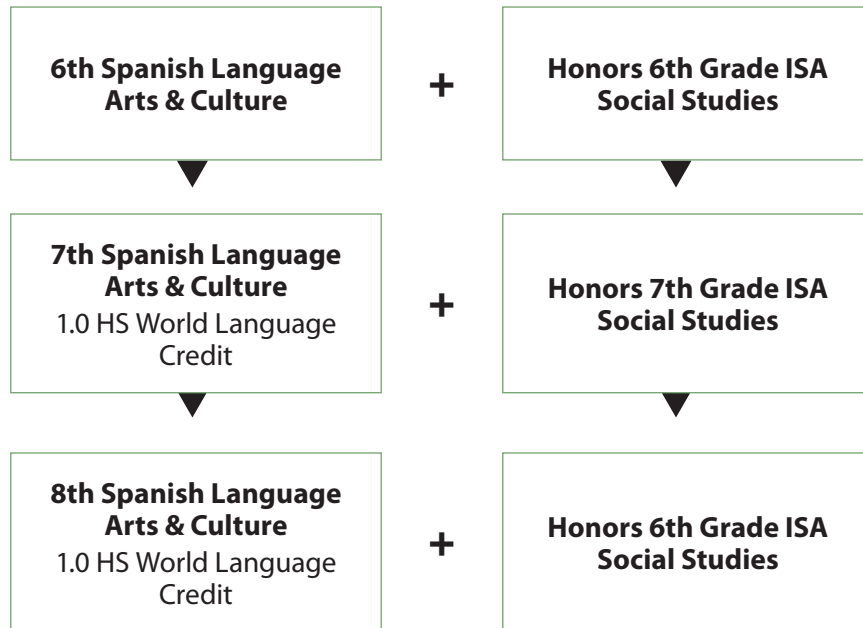 6th Spanish Language
Arts & Culture
+
Honors 6th Grade ISA
Social Studies
7th Spanish Language
Arts & Culture
1.0 HS World Language
Credit
+
Honors 7th Grade ISA
Social Studies
8th Spanish Language
Arts & Culture
1.0 HS World Language
Credit
+
Honors 6th Grade ISA
Social Studies